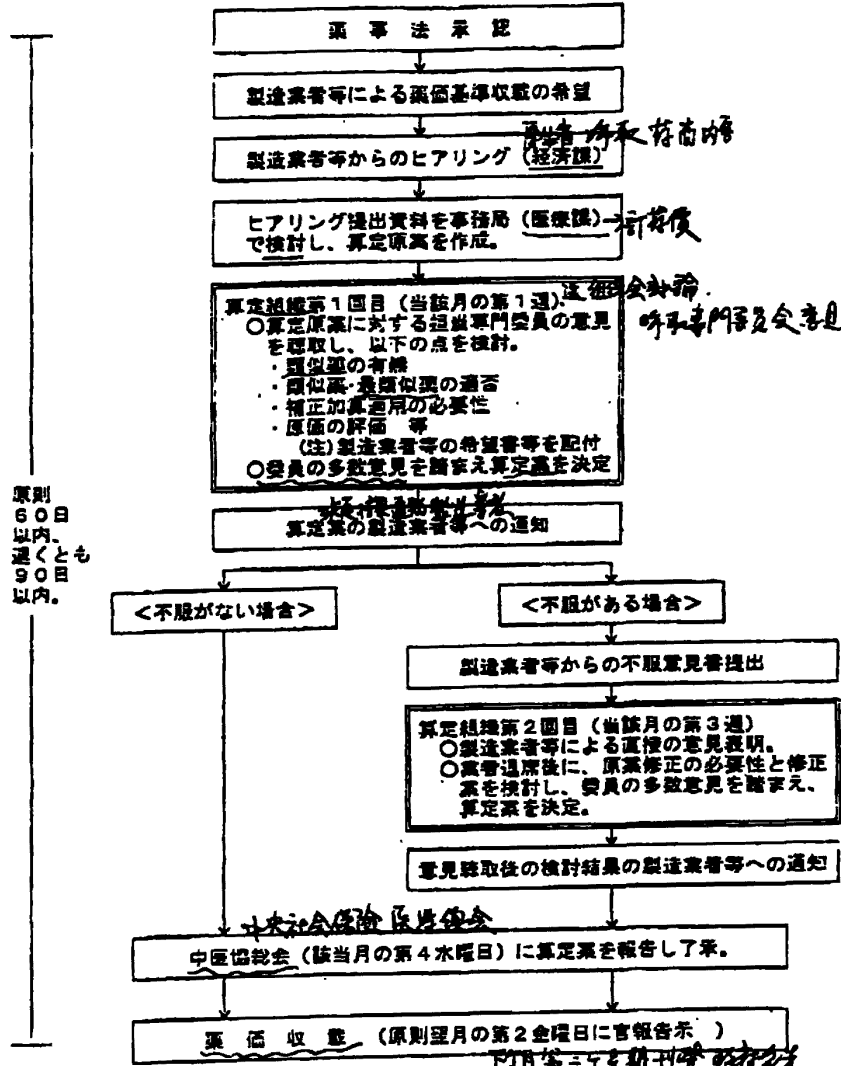 薬事法承認
製造業者等による薬価基準収載の希望
製造業者等からのヒアリング(経済課)
ヒアリング提出資料を事務局(医療課)
で検討し、算定原案を作成。
算定組織第1回目(当該月の第1週)
○算定原案に対する担当専門委員の意見
を聴取し、以下の点を検討。
・類似薬の有無
・類似薬・最類似薬の適否
・補正加算適用の必要性
・原価の評価 等
(注)製造業者等の希望書等を配付
○委員の多数意見を踏まえ算定案を決定
算定案の製造業者等への通知
原則
60日
以内、
遅くとも
90日
以内。
<不服がない場合>
<不服がある場合>
製造業者等からの不服意見書提出
算定組織第2回目(当該月の第3週)
○製造業者等による直接の意見表明。
○業者退席後に、原案修正の必要性と修正
案を検討し、委員の多数意見を踏まえ、
算定案を決定。
意見聴取後の検討結果の製造業者等への通知
中央社会保険医
中医協総会(該当月の第4水曜日)に算定案を報告し了承。
薬価収載 (原則翌月の第2金曜日に官報告示 )